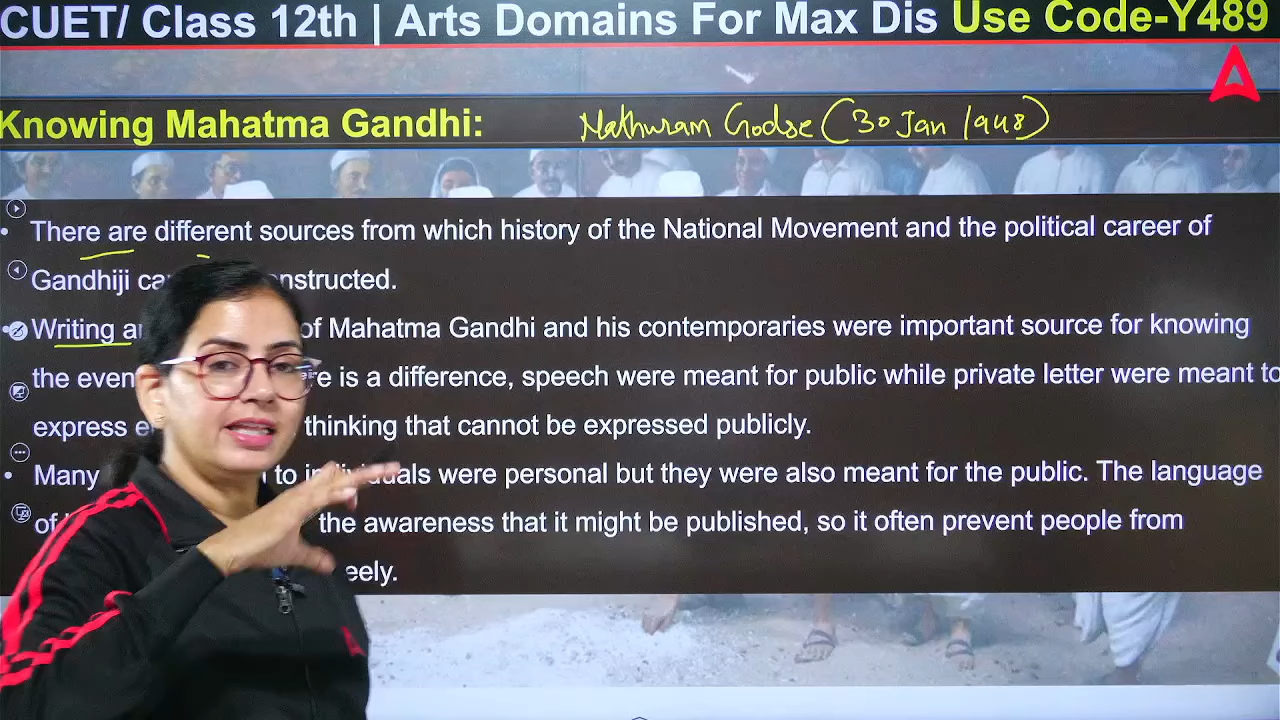 CUET/ Class 12th | Arts Domains For Max Dis Use Code-Y489
Knowing Mahatma Gandhi: Nathuram Godse (30 Jan 1948)
• There are different sources from which history of the National Movement and the political career of
Gandhiji ca nstructed.
• Writing a of Mahatma Gandhi and his contemporaries were important source for knowing
the even re is a difference, speech were meant for public while private letter were meant to
express e thinking that cannot be expressed publicly.
• Many to individuals were personal but they were also meant for the public. The language
of the awareness that it might be published, so it often prevent people from
eely.